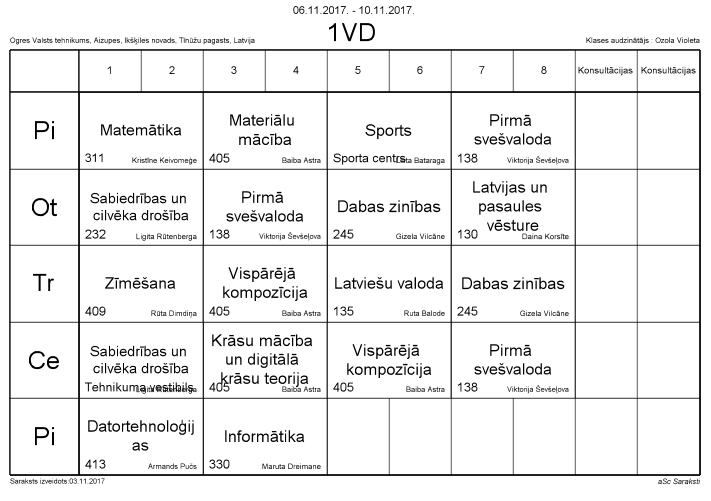 06.11.2017. - 10.11.2017.
Ogres Valsts tehnikums, Aizupes, Ikšķiles novads, Tīnūžu pagasts, Latvija
1VD
Klases audzinātājs : Ozola Violeta
1 2 3 4 5 6 7 8 Konsultācijas Konsultācijas
Pi
Matemātika
311 Kristīne Keivomeģe
Materiālu
mācība
405 Baiba Astra
Sports
Sporta centrs Bataraga
Pirmā
svešvaloda
138 Viktorija Ševšeļova
Ot
Sabiedrības un
cilvēka drošība
232 Ligita Rūtenberga
Pirmā
svešvaloda
138 Viktorija Ševšeļova
Dabas zinības
245 Gizela Vilcāne
Latvijas un
pasaules
vēsture
130 Daina Korsīte
Tr
Zīmēšana
409 Rūta Dimdiņa
Vispārējā
kompozīcija
405 Baiba Astra
Latviešu valoda
135 Ruta Balode
Dabas zinības
245 Gizela Vilcāne
Ce
Sabiedrības un
cilvēka drošība
Tehnikuma vestibils Ligita Rūtenberga
Krāsu mācība
un digitālā
krāsu teorija
405 Baiba Astra
Vispārējā
kompozīcija
405 Baiba Astra
Pirmā
svešvaloda
138 Viktorija Ševšeļova
Pi
Datortehnoloģij
as
413 Armands Pučs
Informātika
330 Maruta Dreimane
Saraksts izveidots:03.11.2017
aSc Saraksti